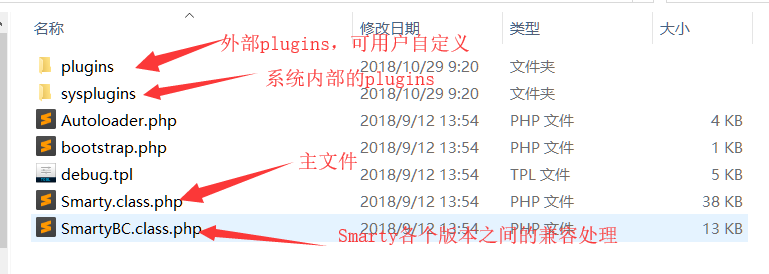 名称 修改日期 类型 大小
外部plugins，可用户自定义
plugins 2018/10/29 9:20 文件夹
系统内部的plugins
sysplugins 2018/10/29 9:20 文件夹
Autoloader.php 2018/9/12 13:54 PHP 文件 4 KB
bootstrap.php 2018/9/12 13:54 PHP 文件 1 KB
主文件
debug.tpl 2018/9/12 13:54 TPL 文件 5 KB
Smarty.class.php 2018/9/12 13:54 PHP 文件 38 KB
SmartyBC.class.php 2018/9/12 13:54 PHP 文件 13 KB
Smarty各个版本之间的兼容处理